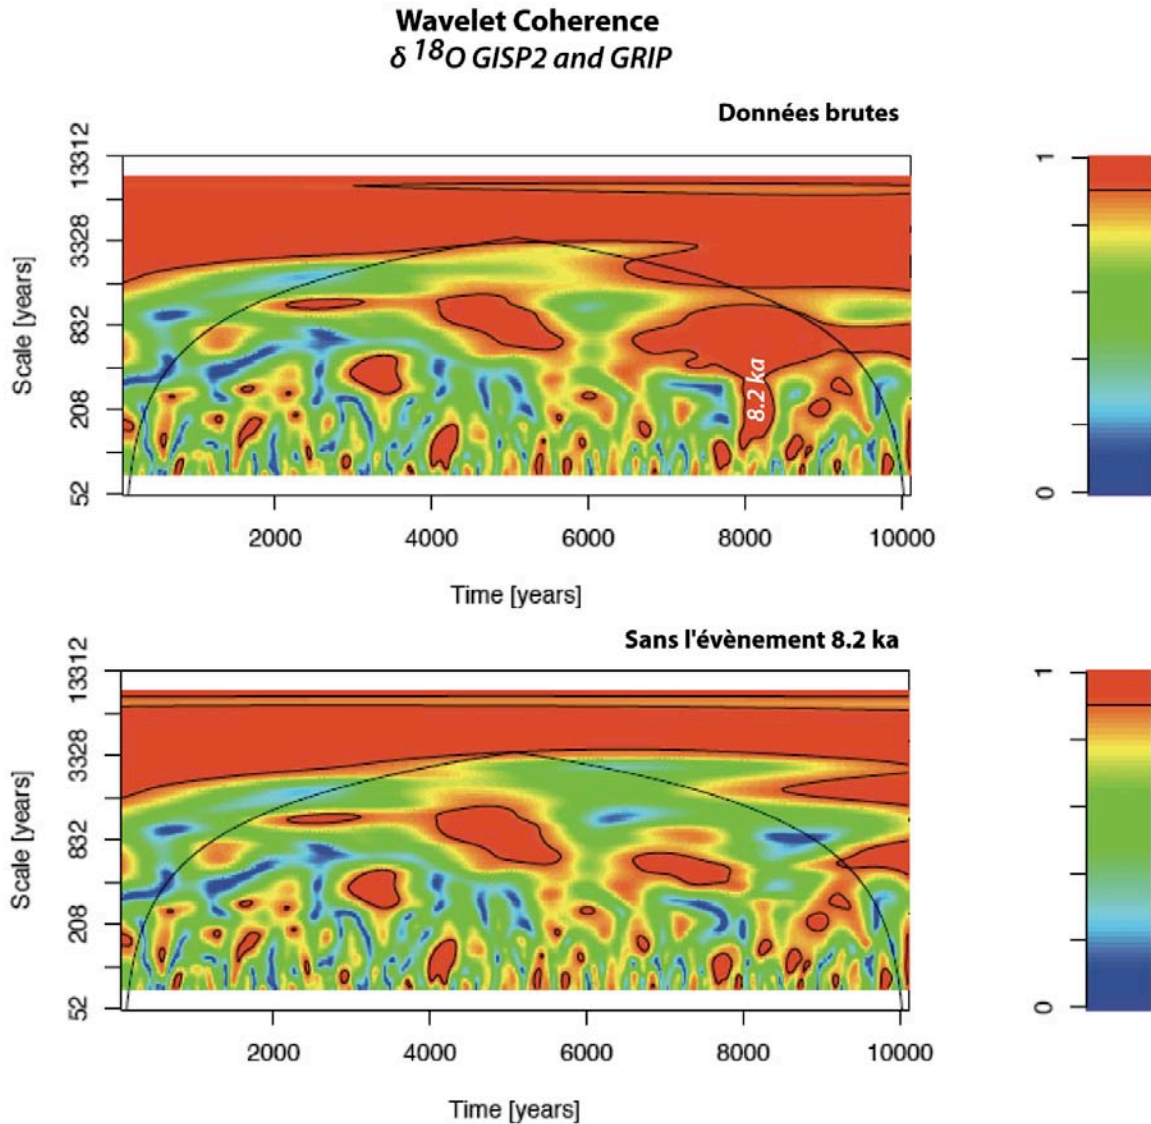 Wavelet Coherence
δ 18O GISP2 and GRIP
Données brutes
13312
3328
832
208
52
Scale [years]
8.2 ka
2000 4000 6000 8000 10000
Time [years]
1
0
Sans l'évènement 8.2 ka
13312
3328
832
208
52
Scale [years]
2000 4000 6000 8000 10000
Time [years]
1
0